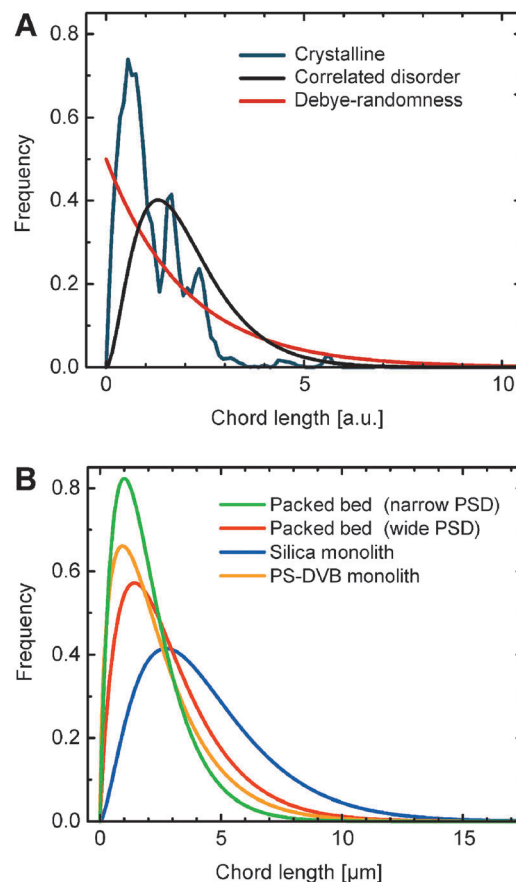 A
0.8
0.6
0.4
0.2
0.0
Frequency
Crystalline
Correlated disorder
Debye-randomness
0
5
10
Chord length [a.u.]
B
0.8
0.6
0.4
0.2
0.0
Frequency
Packed bed (narrow PSD)
Packed bed (wide PSD)
Silica monolith
PS-DVB monolith
0
5
10
15
Chord length [µm]